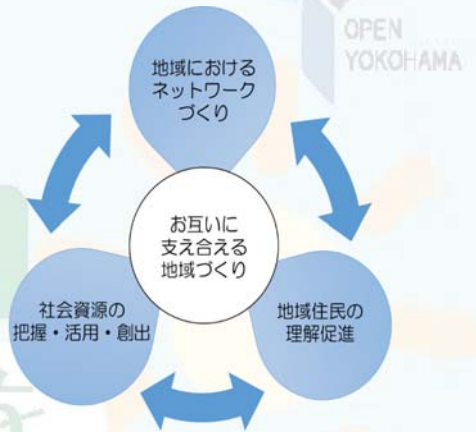 OPEN
YOKOHAMA
地域における
ネットワーク
づくり
お互いに
支え合える
地域づくり
社会資源の
把握・活用・創出
地域住民の
理解促進